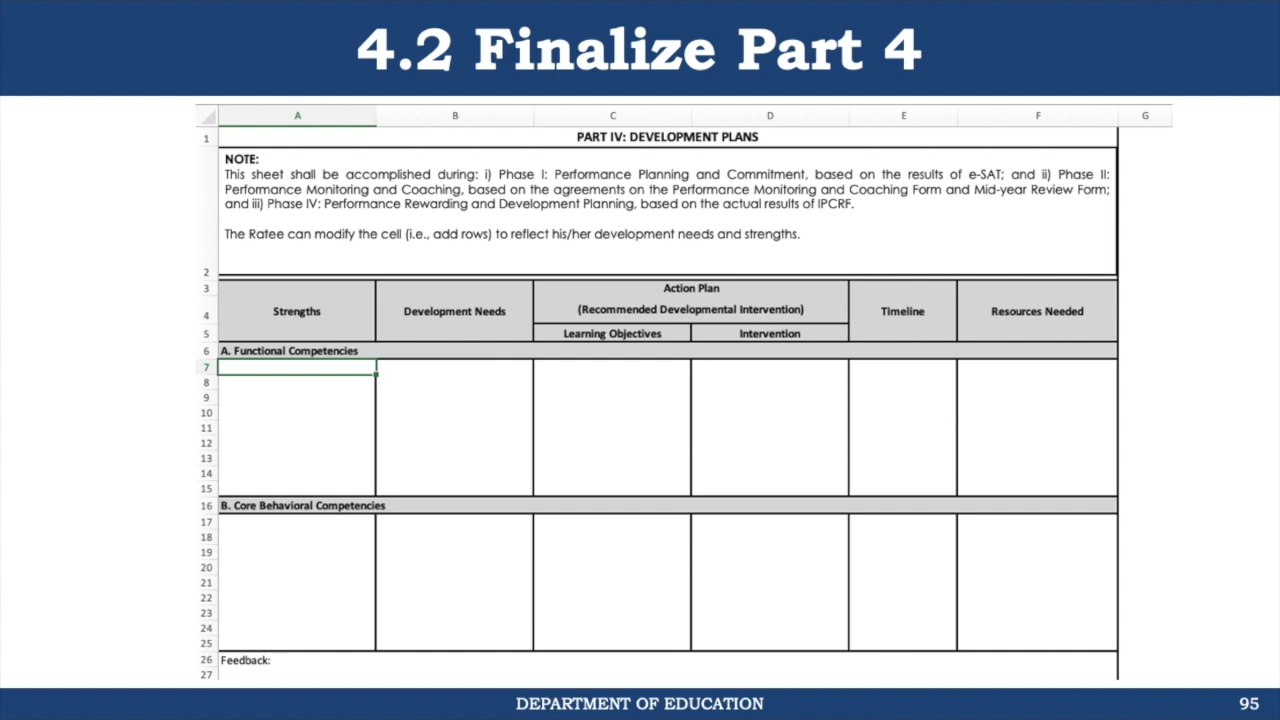 4.2 Finalize Part 4
A B C D E F G
1 PART IV: DEVELOPMENT PLANS
NOTE:
This sheet shall be accomplished during: i) Phase I: Performance Planning and Commitment, based on the results of e-SAT; and ii) Phase II:
Performance Monitoring and Coaching, based on the agreements on the Performance Monitoring and Coaching Form and Mid-year Review Form;
and iii) Phase IV: Performance Rewarding and Development Planning, based on the actual results of IPCRF.
The Ratee can modify the cell (i.e., add rows) to reflect his/her development needs and strengths.
2
3 Action Plan
4 Strengths Development Needs (Recommended Developmental Intervention) Timeline Resources Needed
5 Learning Objectives Intervention
6 A. Functional Competencies
7
8
9
10
11
12
13
14
15
16 B. Core Behavioral Competencies
17
18
19
20
21
22
23
24
25
26 Feedback:
27
DEPARTMENT OF EDUCATION 95